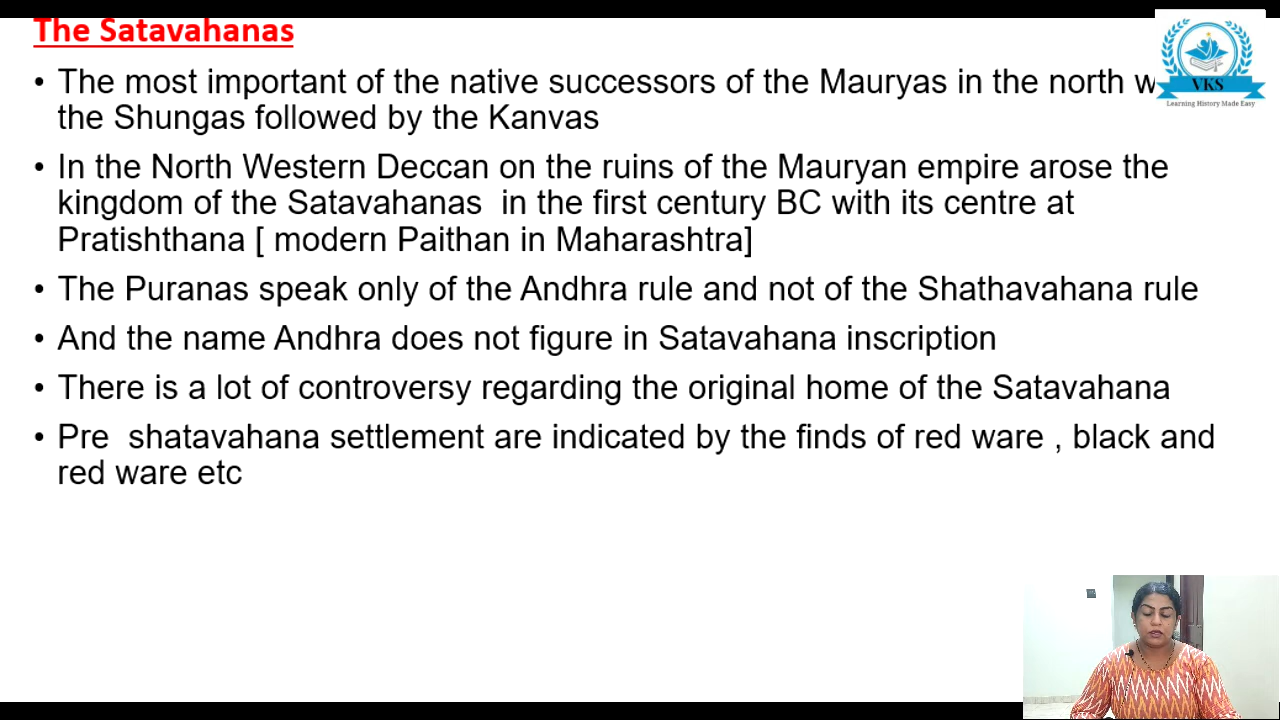 The Satavahanas
• The most important of the native successors of the Mauryas in the north
the Shungas followed by the Kanvas
• In the North Western Deccan on the ruins of the Mauryan empire arose the
kingdom of the Satavahanas in the first century BC with its centre at
Pratishthana [ modern Paithan in Maharashtra]
• The Puranas speak only of the Andhra rule and not of the Shathavahana rule
• And the name Andhra does not figure in Satavahana inscription
• There is a lot of controversy regarding the original home of the Satavahana
• Pre shatavahana settlement are indicated by the finds of red ware , black and
red ware etc
VKS
Learning History Made Easy